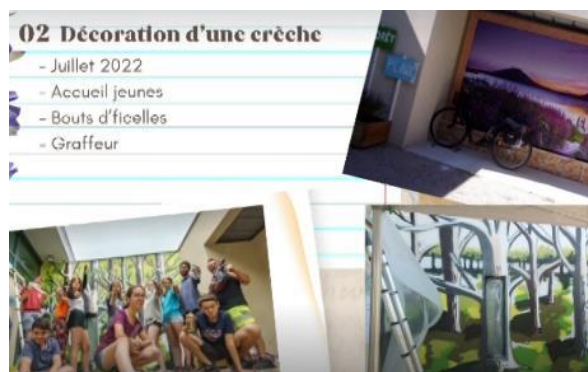 02 Décoration d'une crèche
- Juillet 2022
- Accueil jeunes
- Bouts d'ficelles
- Graffeur